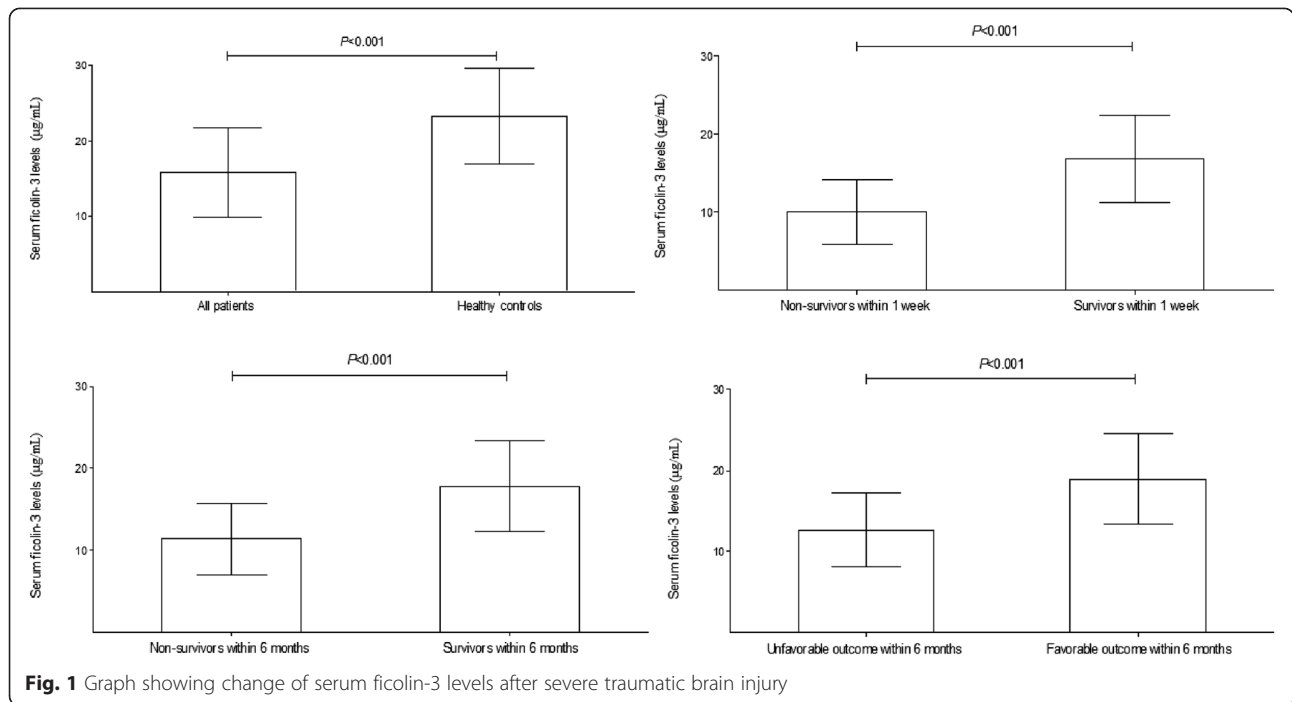 P<0.001
Serum ficolin-3 levels (µg/mL)
30
20
10
All patients
Healthy controls
P<0.001
Serum ficolin-3 levels (µg/mL)
30
20
10
Non-survivors within 1 week
Survivors within 1 week
P<0.001
Serum ficolin-3 levels (µg/mL)
30
20
10
Non-survivors within 6 months
Survivors within 6 months
P<0.001
Serum ficolin-3 levels (µg/mL)
30
20
10
Unfavorable outcome within 6 months
Favorable outcome within 6 months
Fig. 1 Graph showing change of serum ficolin-3 levels after severe traumatic brain injury